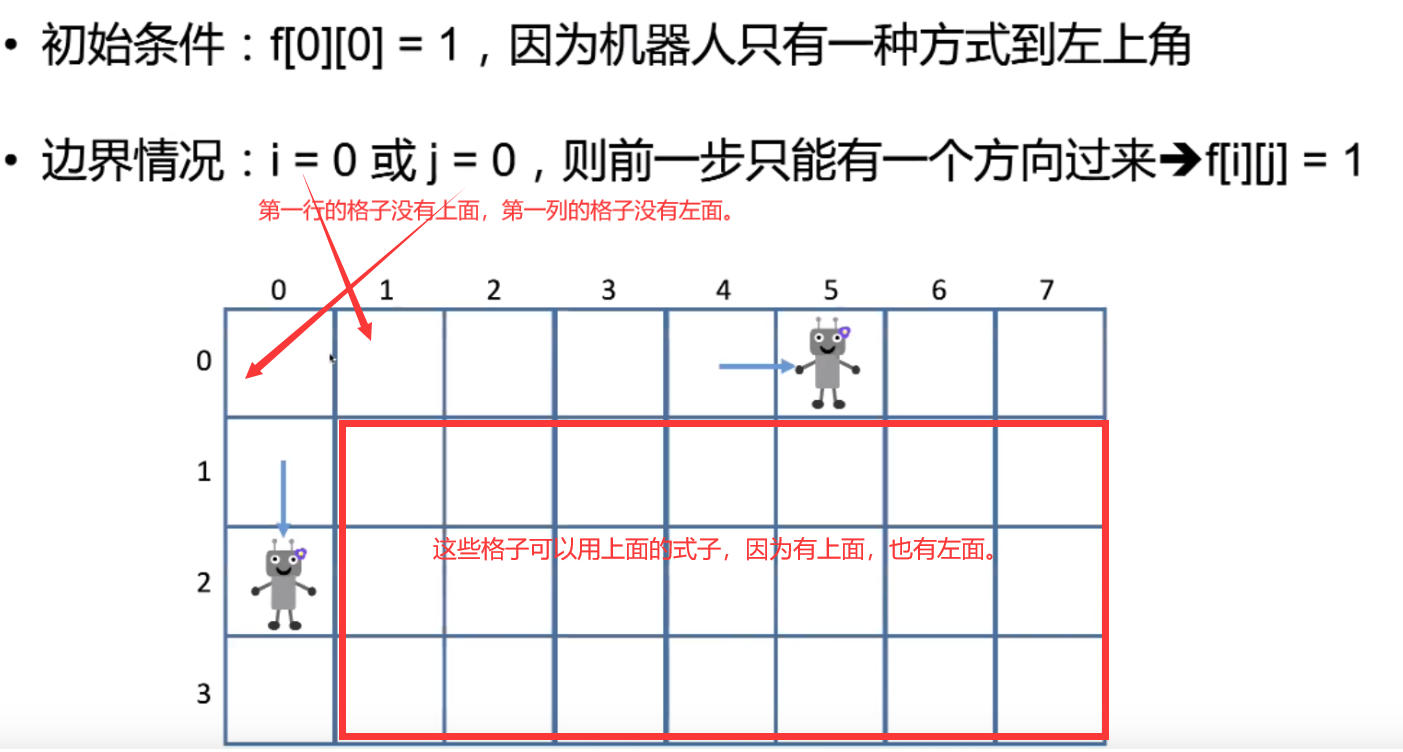 • 初始条件：f[0][0] = 1，因为机器人只有一种方式到左上角
• 边界情况：i = 0 或 j = 0，则前一步只能有一个方向过来➔f[i][j] = 1
第一行的格子没有上面，第一列的格子没有左面。
0 1 2 3 4 5 6 7
0
1
这些格子可以用上面的式子，因为有上面，也有左面。
2
3